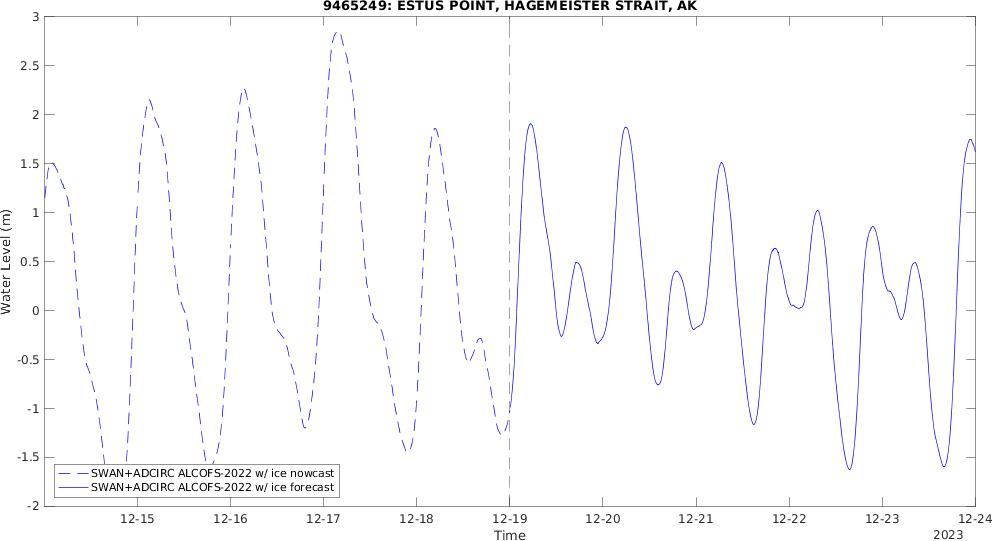 9465249: ESTUS POINT, HAGEMEISTER STRAIT, AK
3
2.5
2
1.5
1
0.5
0
-0.5
-1
-1.5
-2
Water Level (m)
SWAN+ADCIRC ALCOFS-2022 w/ ice nowcast
SWAN+ADCIRC ALCOFS-2022 w/ ice forecast
12-15 12-16 12-17 12-18 12-19 12-20 12-21 12-22 12-23 12-24
Time
2023